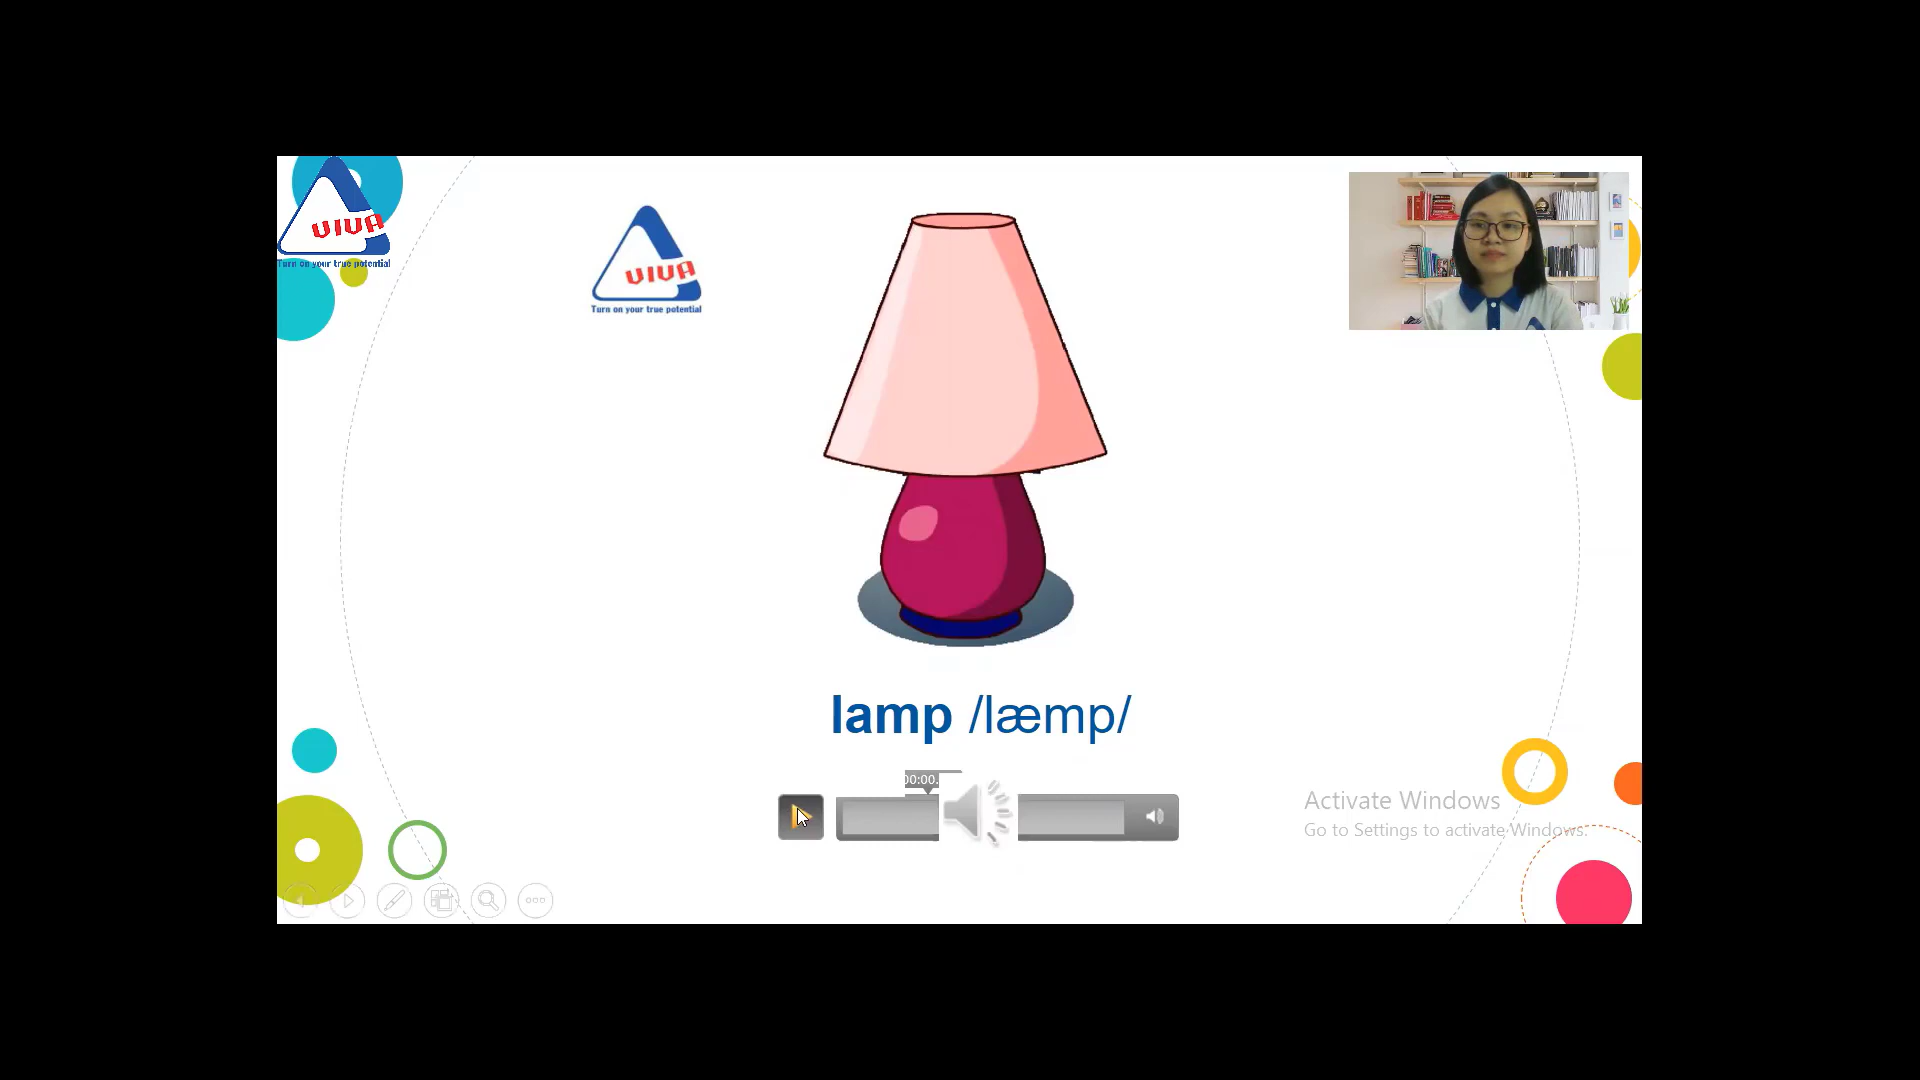 VIVA
Turn on your true potential
VIVA
Turn on your true potential
lamp /læmp/
00:00.
Activate Windows
Go to Settings to activate Windows.